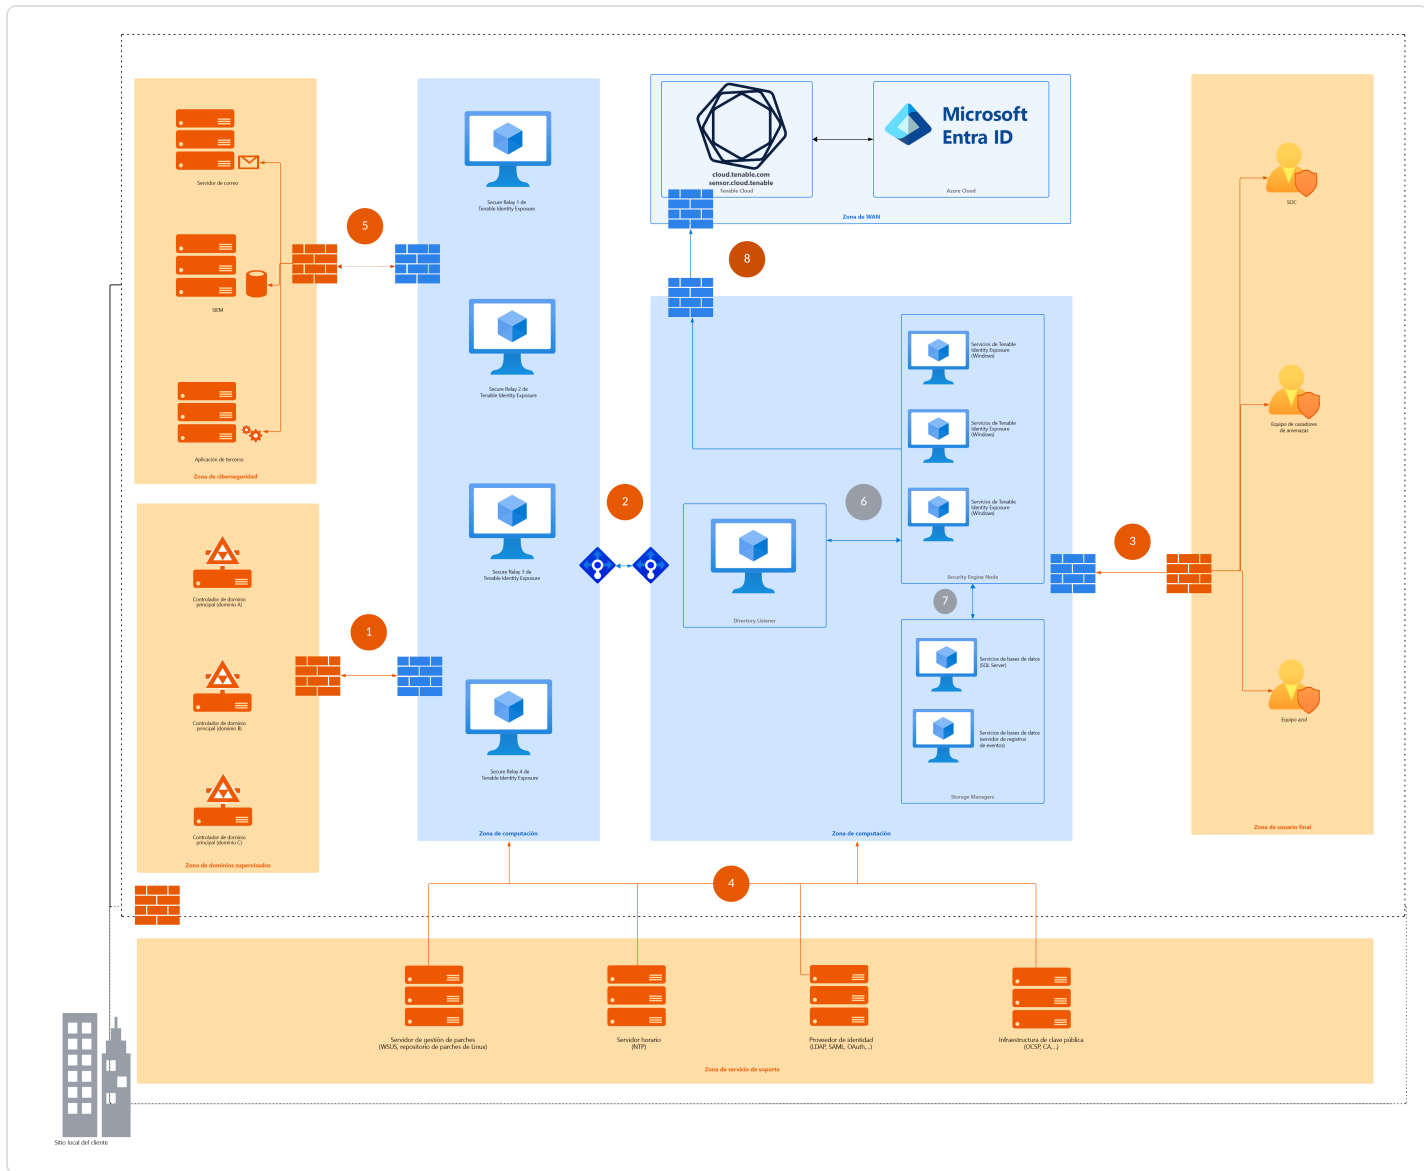 Servidor de correo
SIEM
Aplicación de terceros
Zona de ciberseguridad
5
Secure Relay 1 de
Tenable Identity Exposure
Secure Relay 2 de
Tenable Identity Exposure
Secure Relay 3 de
Tenable Identity Exposure
Secure Relay 4 de
Tenable Identity Exposure
Zona de computación
Controlador de dominio
principal (dominio A)
Controlador de dominio
principal (dominio B)
Controlador de dominio
principal (dominio C)
Zona de dominios supervisados
1
2
cloud.tenable.com
sensor.cloud.tenable
Tenable Cloud
Microsoft
Entra ID
Azure Cloud
Zona de WAN
8
Servicios de Tenable
Identity Exposure
(Windows)
Servicios de Tenable
Identity Exposure
(Windows)
Servicios de Tenable
Identity Exposure
(Windows)
Security Engine Node
6
Directory Listener
7
Servicios de bases de datos
(SQL Server)
Servicios de bases de datos
(servidor de registros
de eventos)
Storage Managers
Zona de computación
3
SOC
Equipo de cazadores
de amenazas
Equipo azul
Zona de usuario final
4
Servidor de gestión de parches
(WSUS, repositorio de parches de Linux)
Servidor horario
(NTP)
Proveedor de identidad
(LDAP, SAML, OAuth,..)
Infraestructura de clave pública
(OCSP, CA,...)
Zona de servicio de soporte
Sitio local del cliente